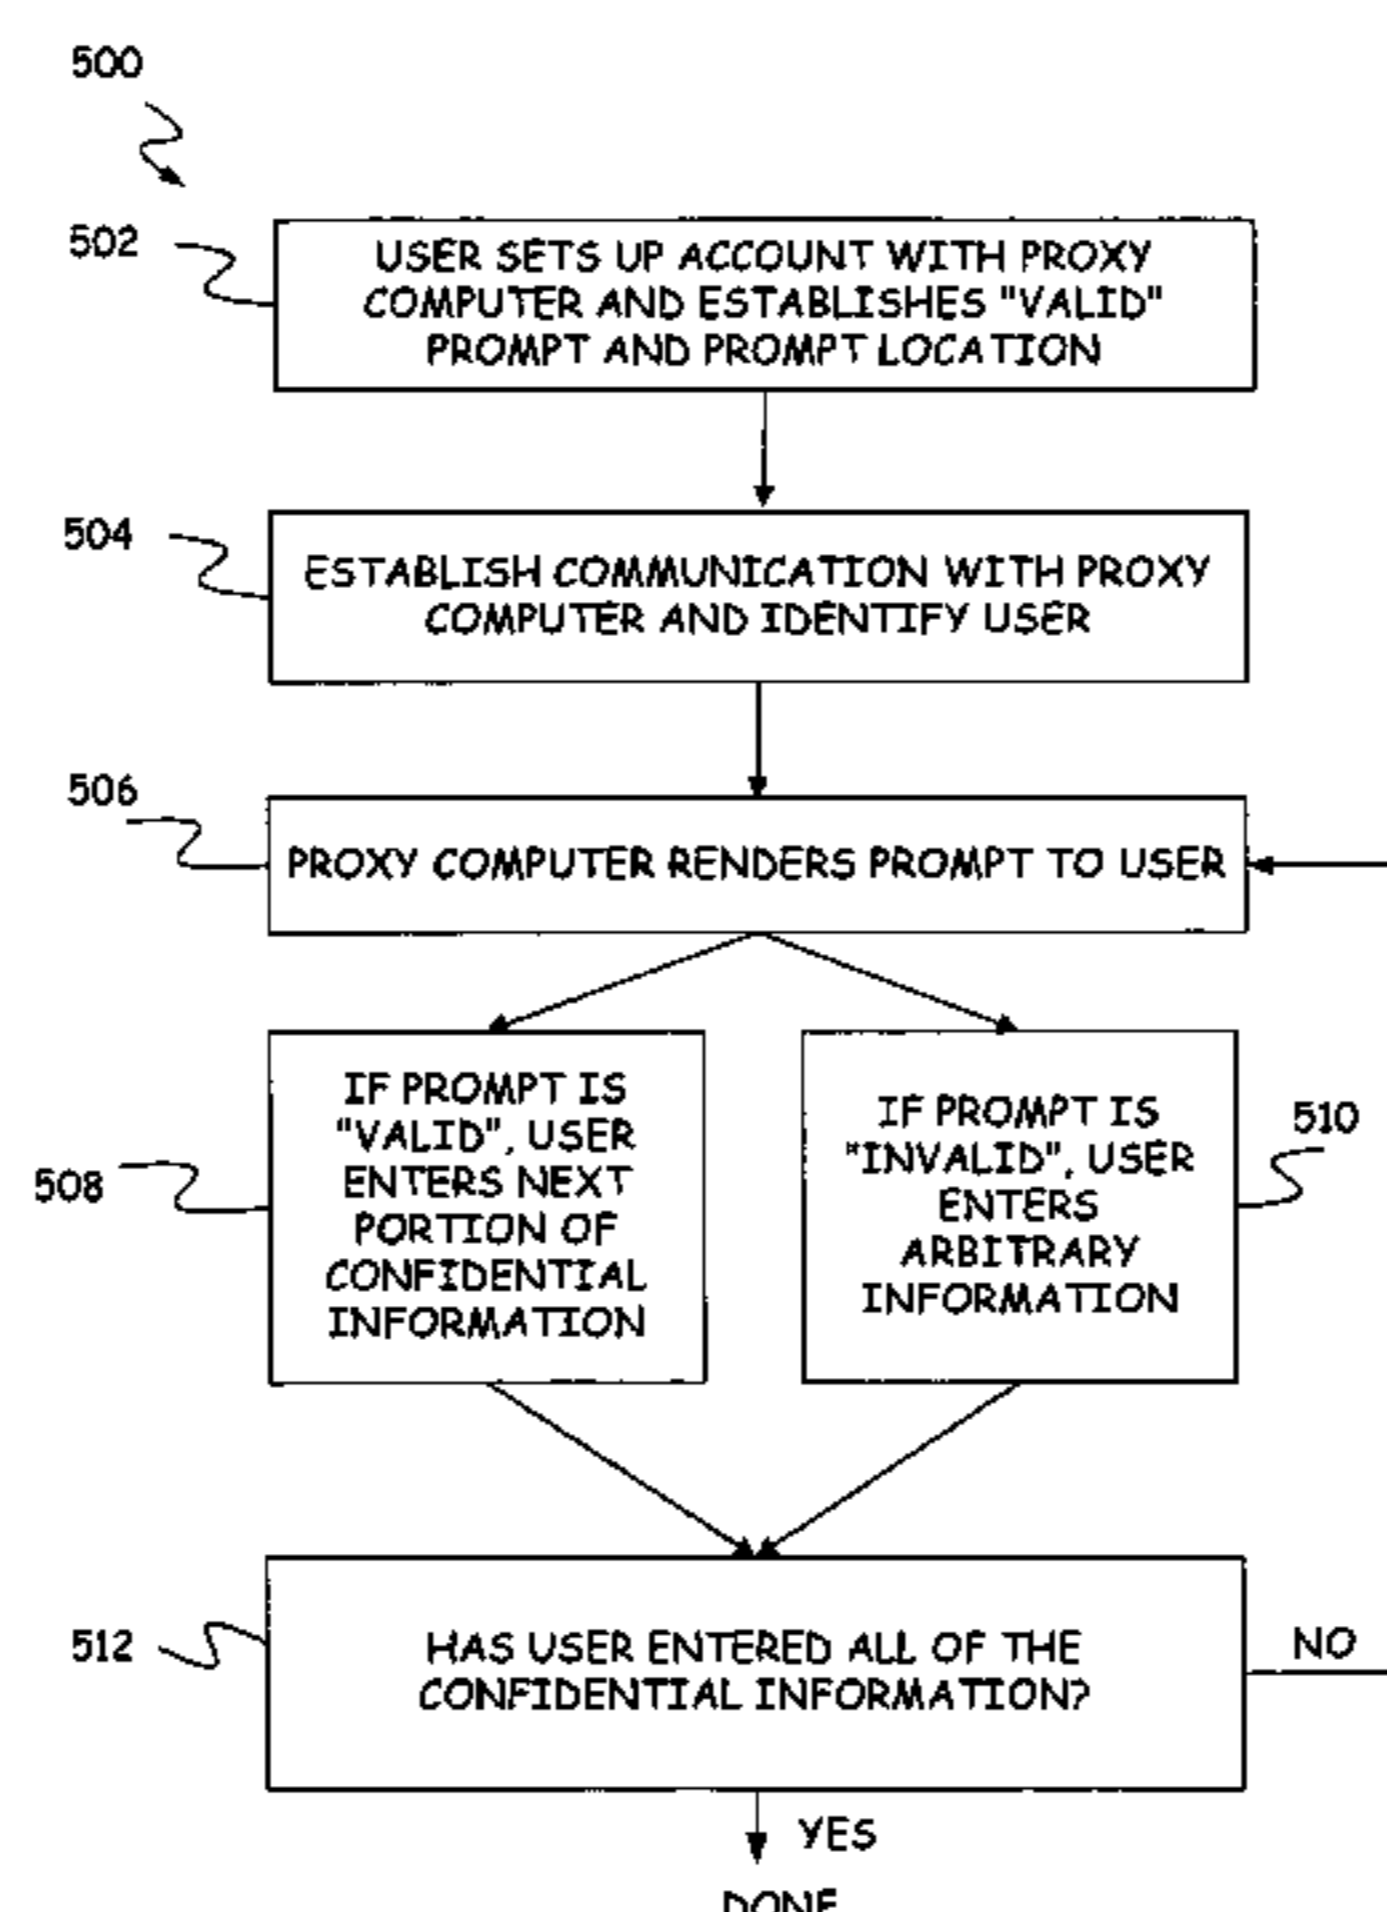 500
502
USER SETS UP ACCOUNT WITH PROXY
COMPUTER AND ESTABLISHES "VALID"
PROMPT AND PROMPT LOCATION
504
ESTABLISH COMMUNICATION WITH PROXY
COMPUTER AND IDENTIFY USER
506
PROXY COMPUTER RENDERS PROMPT TO USER
508
IF PROMPT IS
"VALID", USER
ENTERS NEXT
PORTION OF
CONFIDENTIAL
INFORMATION
IF PROMPT IS
"INVALID", USER
ENTERS
ARBITRARY
INFORMATION
510
512
HAS USER ENTERED ALL OF THE
CONFIDENTIAL INFORMATION?
NO
YES
DONE